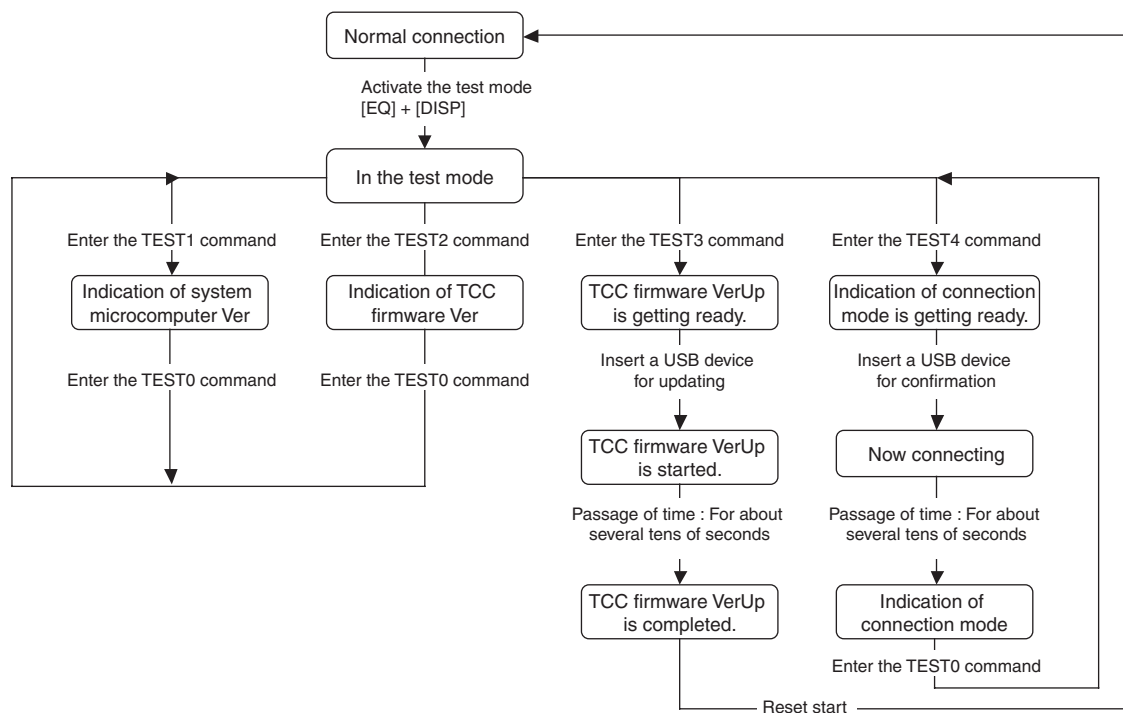 Normal connection
Activate the test mode
[EQ] + [DISP]
In the test mode
Enter the TEST1 command
Enter the TEST2 command
Enter the TEST3 command
Enter the TEST4 command
Indication of system
microcomputer Ver
Indication of TCC
firmware Ver
TCC firmware VerUp
is getting ready.
Indication of connection
mode is getting ready.
Enter the TEST0 command
Enter the TEST0 command
Insert a USB device
for updating
Insert a USB device
for confirmation
TCC firmware VerUp
is started.
Now connecting
Passage of time : For about
several tens of seconds
Passage of time : For about
several tens of seconds
TCC firmware VerUp
is completed.
Indication of
connection mode
Enter the TEST0 command
Reset start